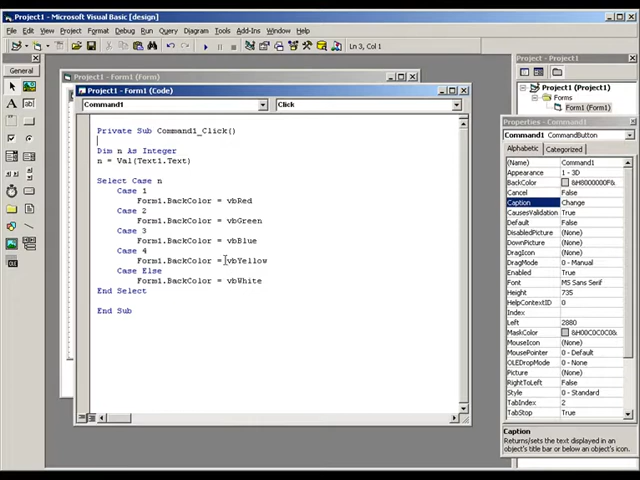 Project1 - Microsoft Visual Basic [design]
File Edit View Project Format Debug Run Query Diagram Tools Add-Ins Window Help
Ln 3, Col 1
General
Project1 - Form1 (Form)
Project1 - Form1 (Code)
Command1 Click
Private Sub Command1_Click()
Dim n As Integer
n = Val(Text1.Text)
Select Case n
Case 1
Form1.BackColor = vbRed
Case 2
Form1.BackColor = vbGreen
Case 3
Form1.BackColor = vbBlue
Case 4
Form1.BackColor = vbYellow
Case Else
Form1.BackColor = vbWhite
End Select
End Sub
Project1 (Project1)
Forms
Form1 (Form1)
Properties - Command1
Command1 CommandButton
Alphabetic Categorized
(Name) Command1
Appearance 1 - 3D
BackColor &H8000000F&
Cancel False
Caption Change
CausesValidation True
Default False
DisabledPicture (None)
DownPicture (None)
DragIcon (None)
DragMode 0 - Manual
Enabled True
Font MS Sans Serif
Height 735
HelpContextID 0
Index
Left 2880
MaskColor &H00C0C0C0&
MouseIcon (None)
MousePointer 0 - Default
OLEDropMode 0 - None
Picture (None)
RightToLeft False
Style 0 - Standard
TabIndex 2
TabStop True
Caption
Returns/sets the text displayed in an
object's title bar or below an object's icon.